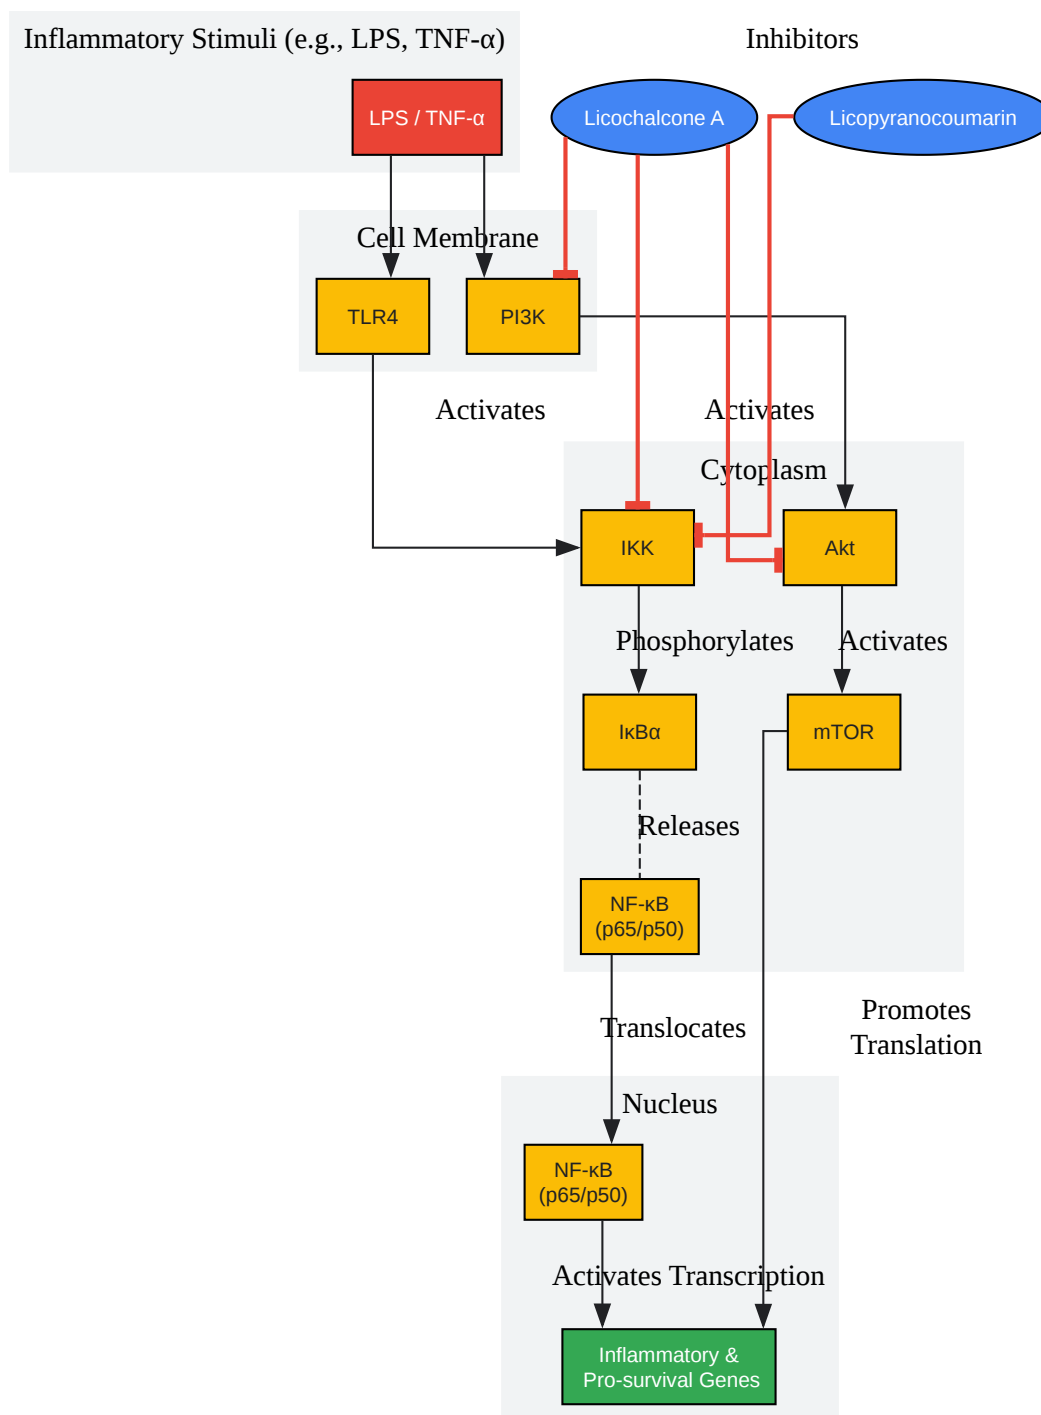 Inflammatory Stimuli (e.g., LPS, TNF-α)
Inhibitors
LPS / TNF-α
Licochalcone A
Licopyranocoumarin
Cell Membrane
TLR4
PI3K
Activates
Activates
Cytoplasm
IKK
Akt
Phosphorylates
Activates
IκBα
mTOR
Releases
NF-κB
(p65/p50)
Translocates
Promotes
Translation
Nucleus
NF-κB
(p65/p50)
Activates Transcription
Inflammatory &
Pro-survival Genes